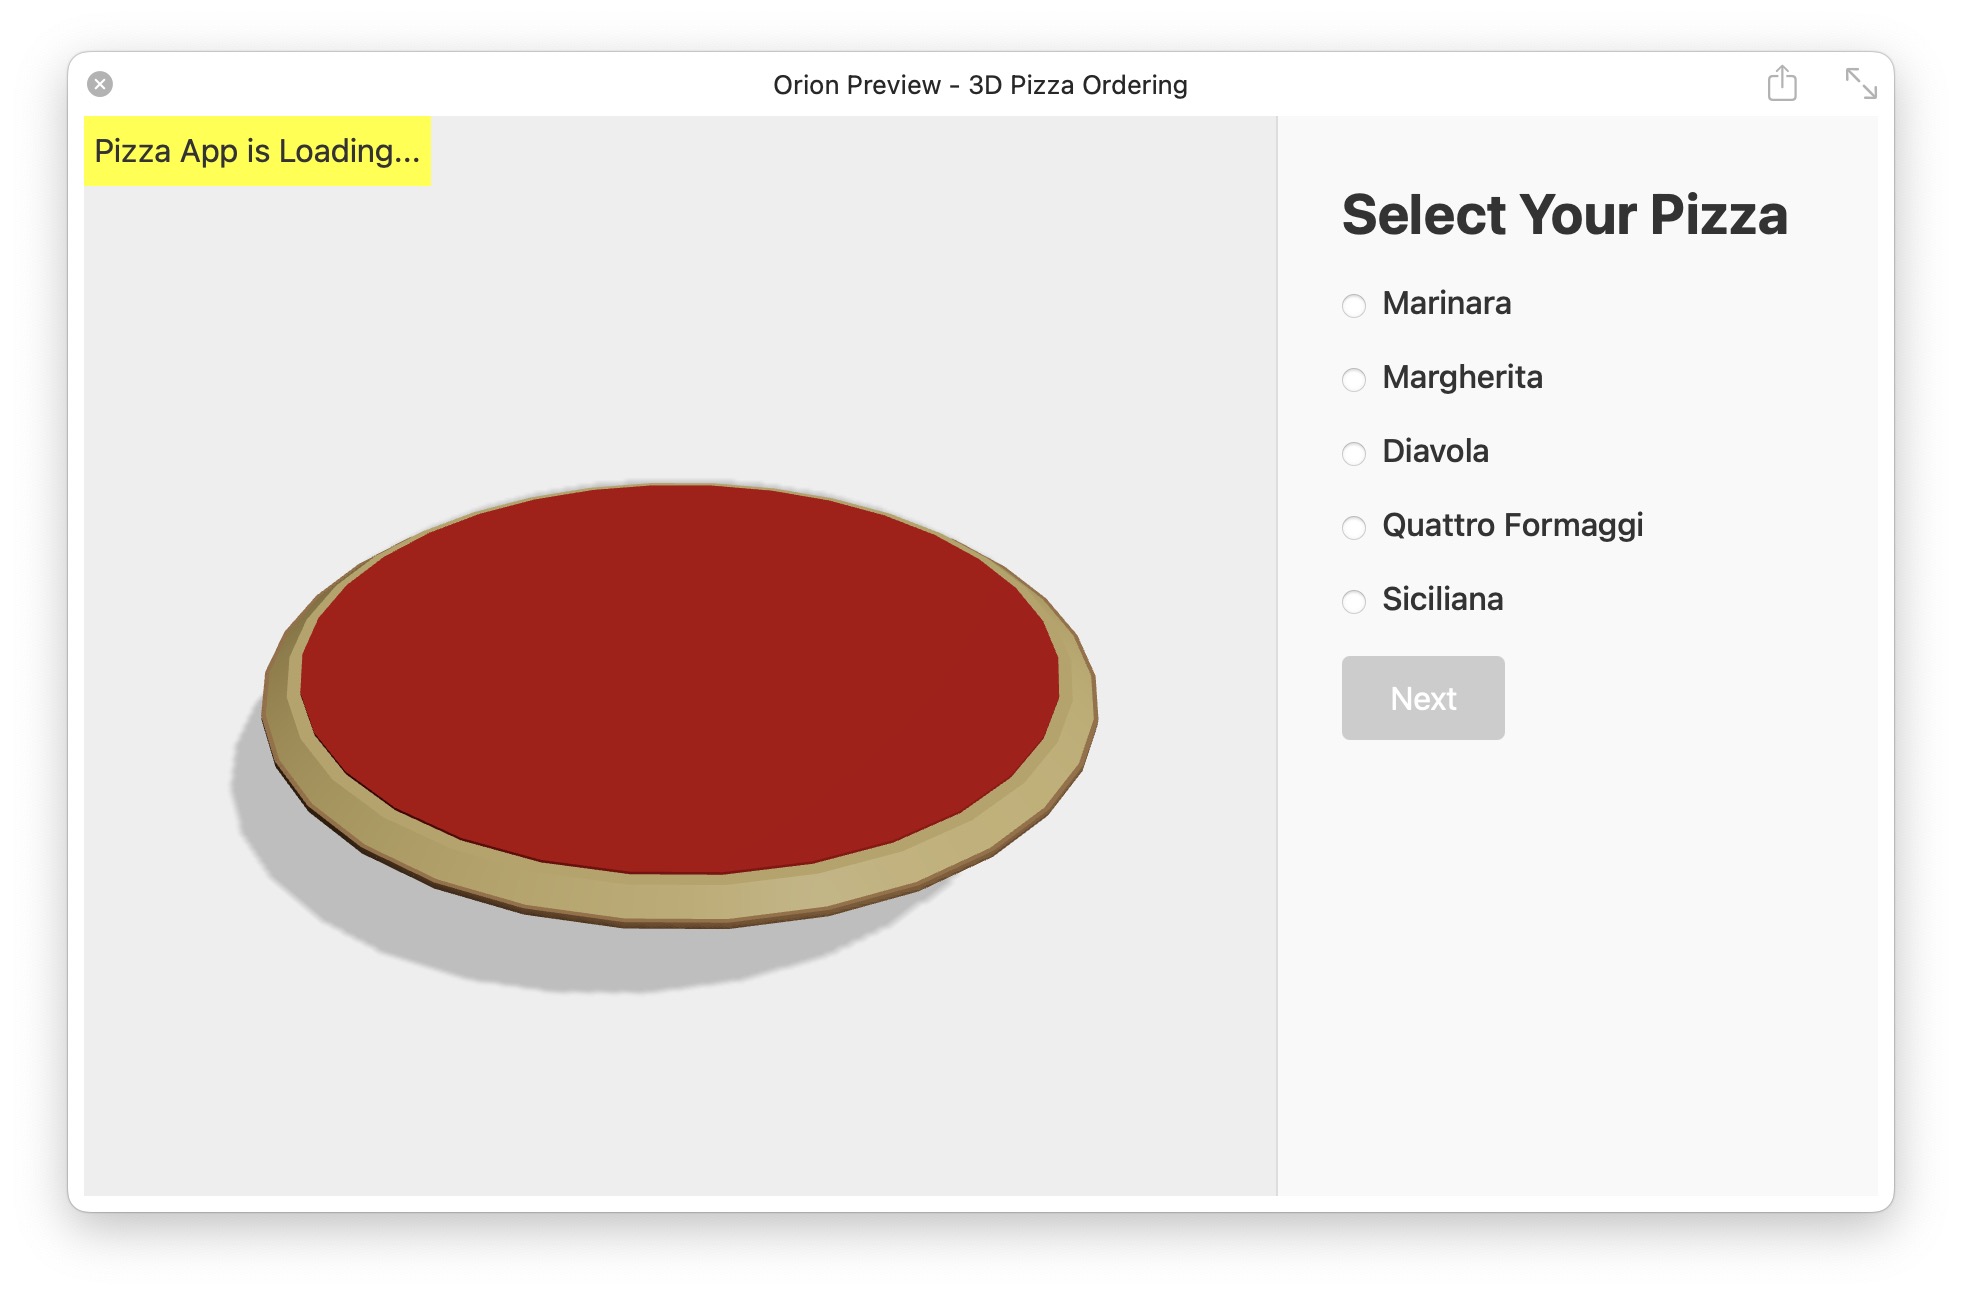 Orion Preview - 3D Pizza Ordering
Pizza App is Loading...
Select Your Pizza
Marinara
Margherita
Diavola
Quattro Formaggi
Siciliana
Next